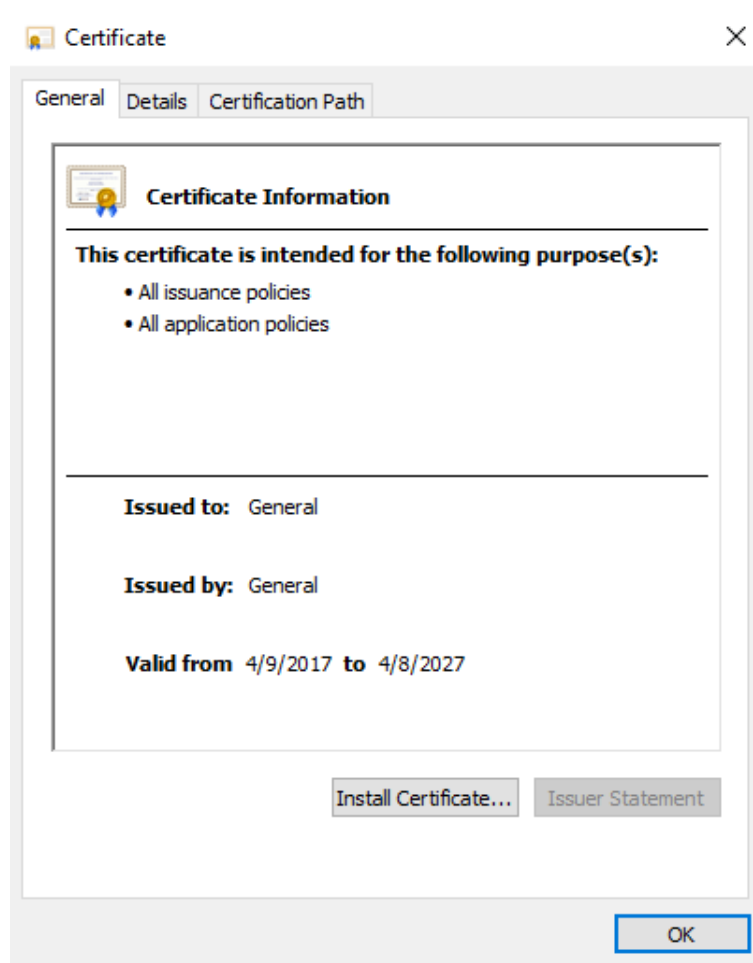 Certificate
General Details Certification Path
Certificate Information
This certificate is intended for the following purpose(s):
• All issuance policies
• All application policies
Issued to: General
Issued by: General
Valid from 4/9/2017 to 4/8/2027
Install Certificate... Issuer Statement
OK